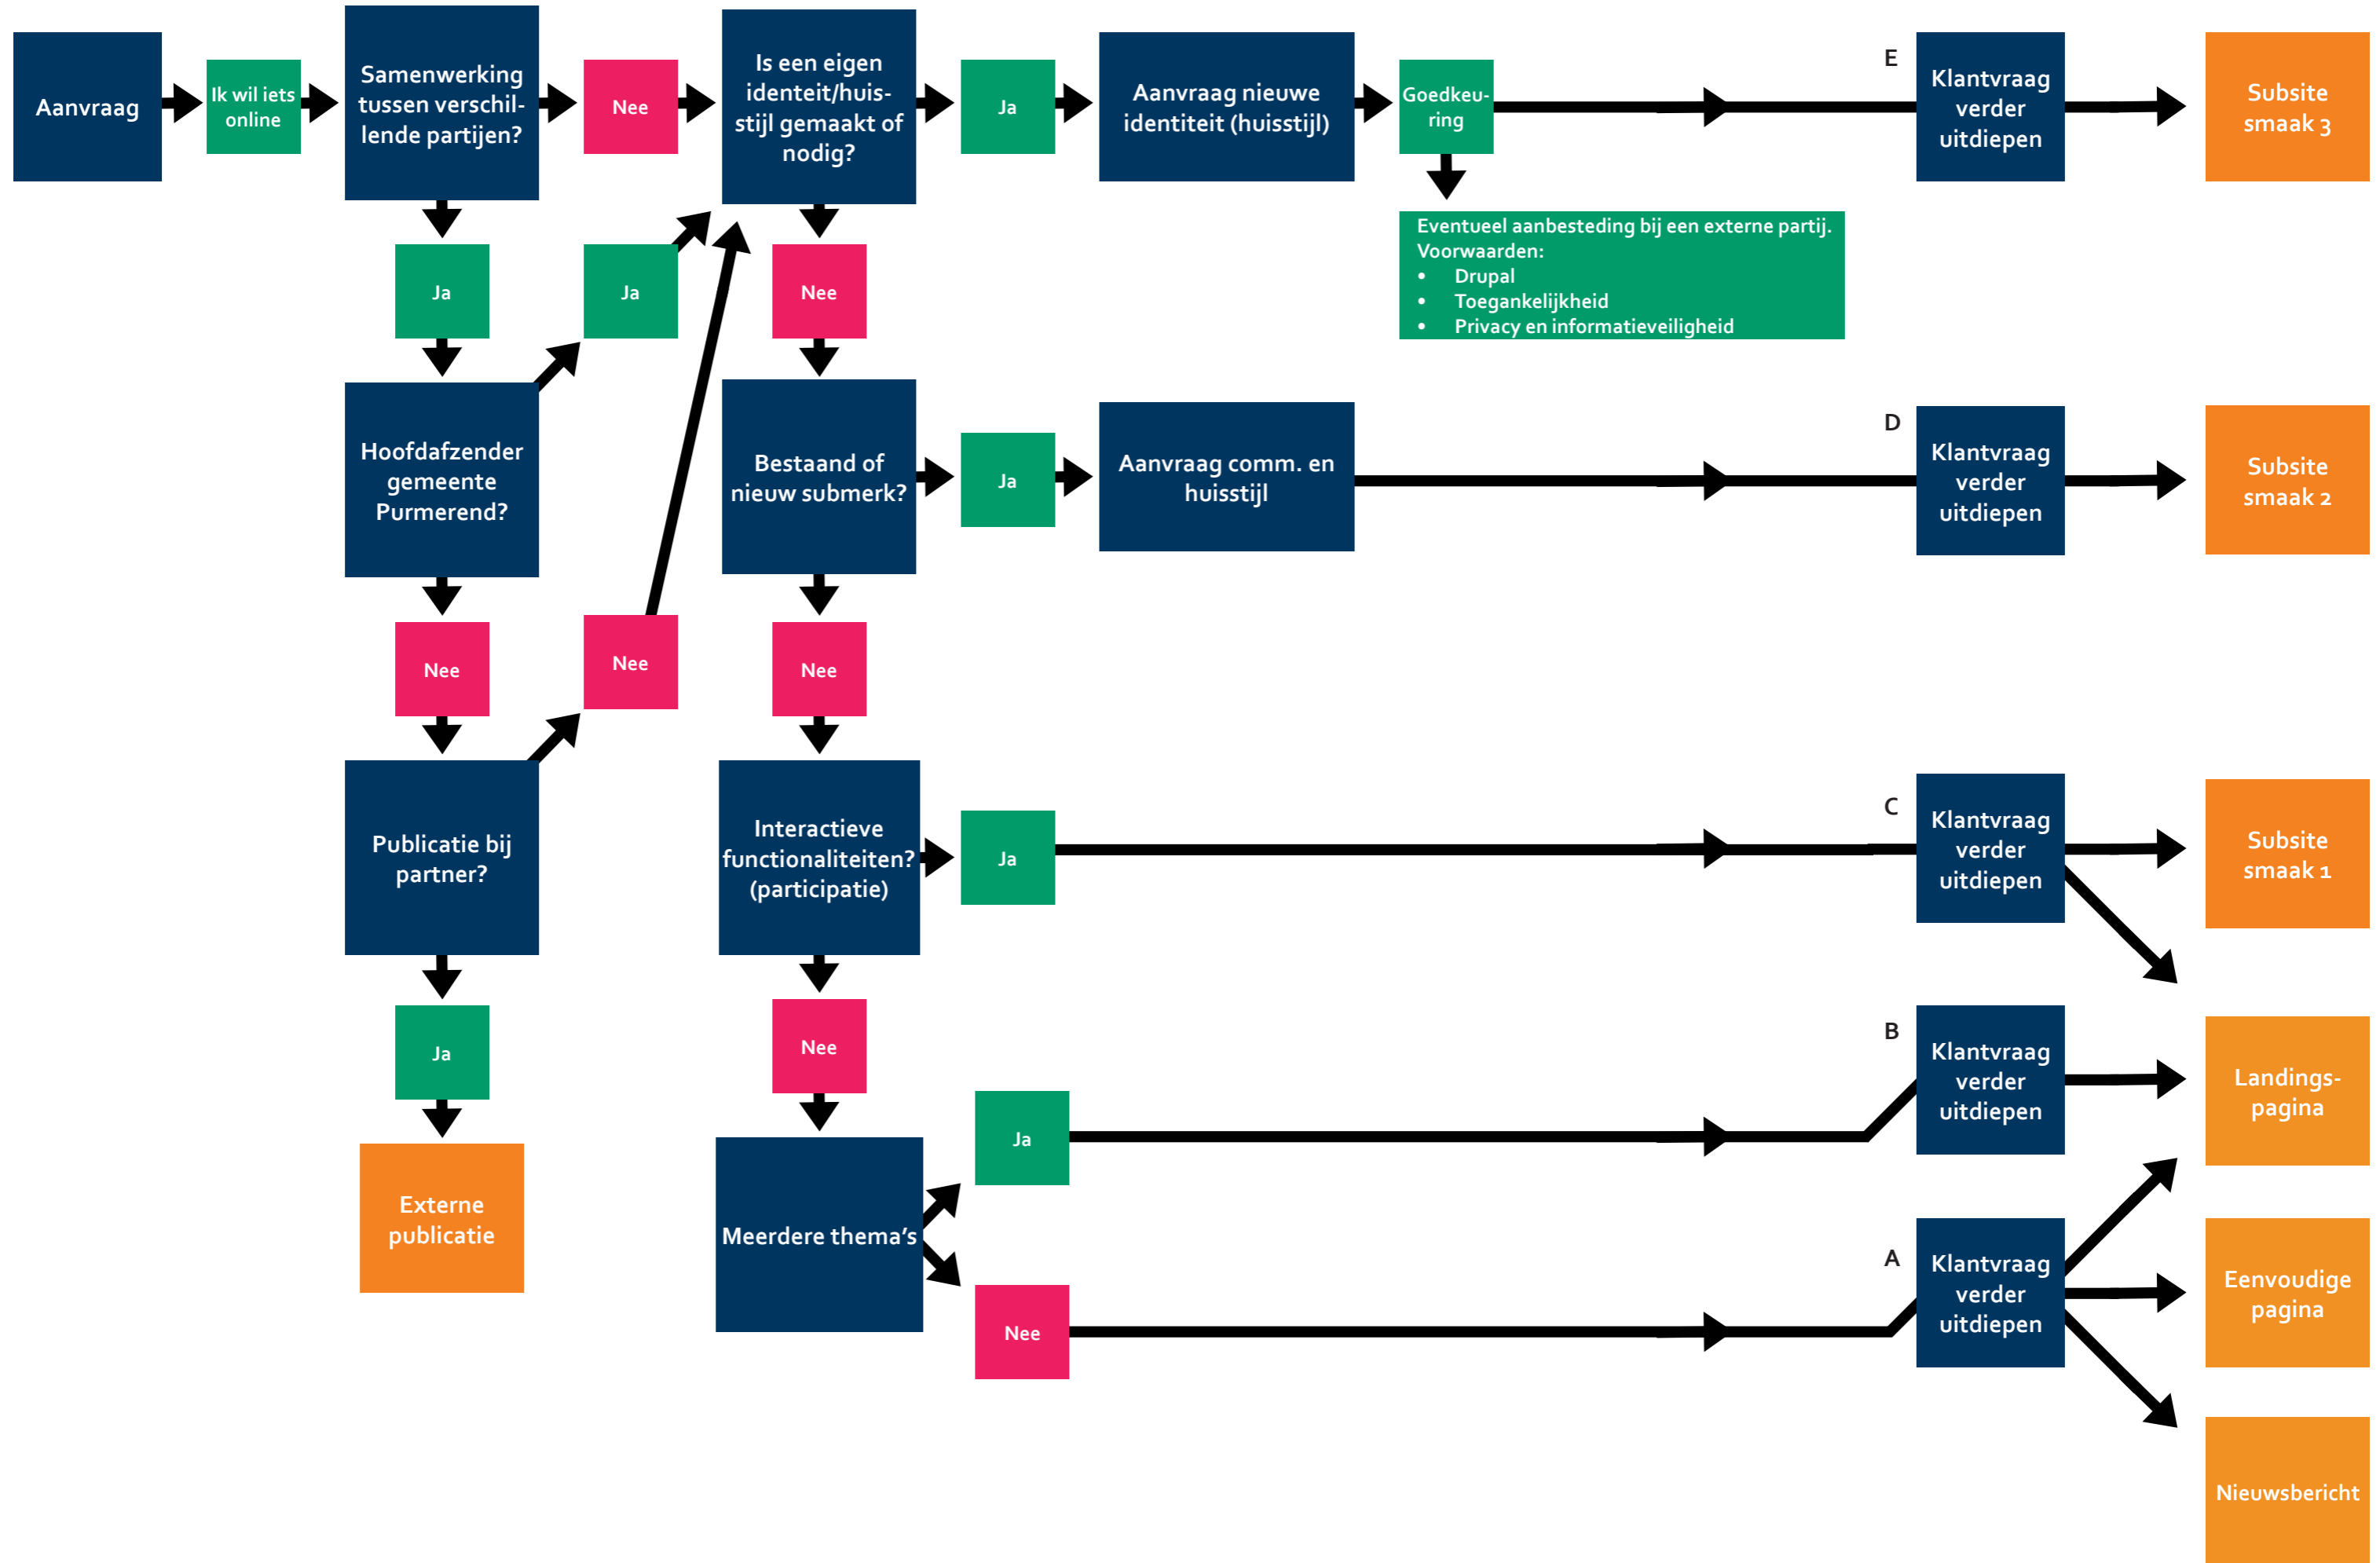 Aanvraag
Ik wil iets
online
Samenwerking
tussen verschil-
lende partijen?
Nee
Is een eigen
identeit/huis-
stijl gemaakt of
nodig?
Ja
Aanvraag nieuwe
identiteit (huisstijl)
Goedkeu-
ring
E
Klantvraag
verder
uitdiepen
Subsite
smaak 3
Eventueel aanbesteding bij een externe partij.
Voorwaarden:
• Drupal
• Toegankelijkheid
• Privacy en informatieveiligheid
Ja
Ja
Nee
Hoofdafzender
gemeente
Purmerend?
Bestaand of
nieuw submerk?
Ja
Aanvraag comm. en
huisstijl
D
Klantvraag
verder
uitdiepen
Subsite
smaak 2
Nee
Nee
Nee
Publicatie bij
partner?
Interactieve
functionaliteiten?
(participatie)
Ja
C
Klantvraag
verder
uitdiepen
Subsite
smaak 1
Ja
Nee
B
Klantvraag
verder
uitdiepen
Landings-
pagina
Ja
Externe
publicatie
Meerdere thema's
Nee
A
Klantvraag
verder
uitdiepen
Eenvoudige
pagina
Nieuwsbericht